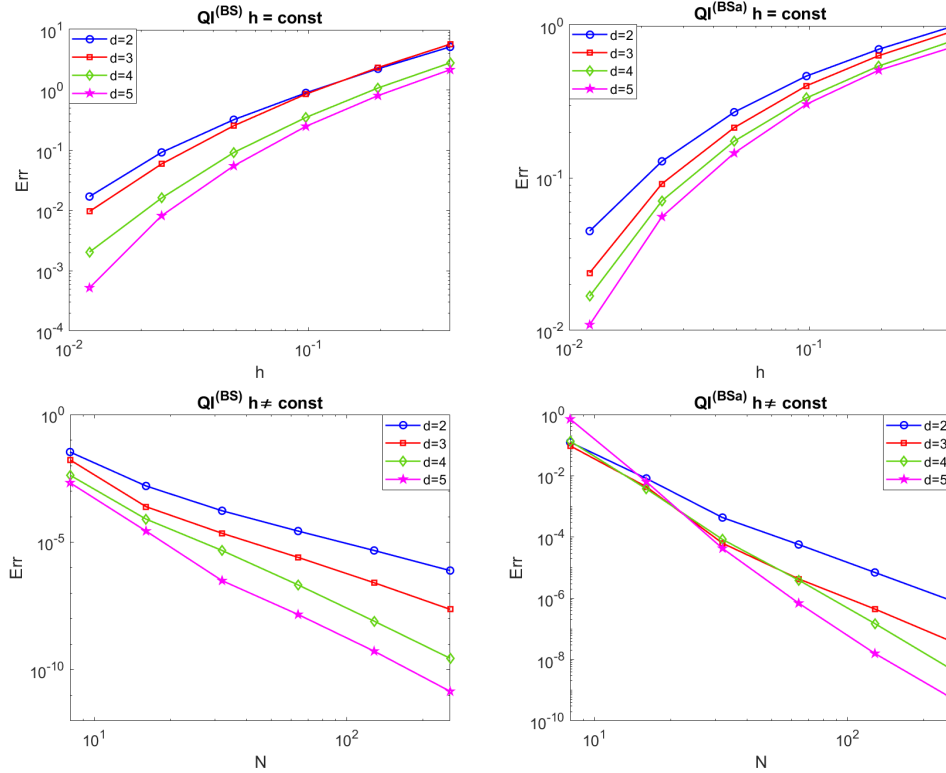 QI^(BS) h = const
10^1
10^0
10^-1
10^-2
10^-3
10^-4
Err
d=2
d=3
d=4
d=5
10^-2
10^-1
h
QI^(BSa) h = const
10^0
10^-1
10^-2
Err
d=2
d=3
d=4
d=5
10^-2
10^-1
h
QI^(BS) h ≠ const
10^0
10^-5
10^-10
Err
d=2
d=3
d=4
d=5
10^1
10^2
N
QI^(BSa) h ≠ const
10^0
10^-2
10^-4
10^-6
10^-8
10^-10
Err
d=2
d=3
d=4
d=5
10^1
10^2
N